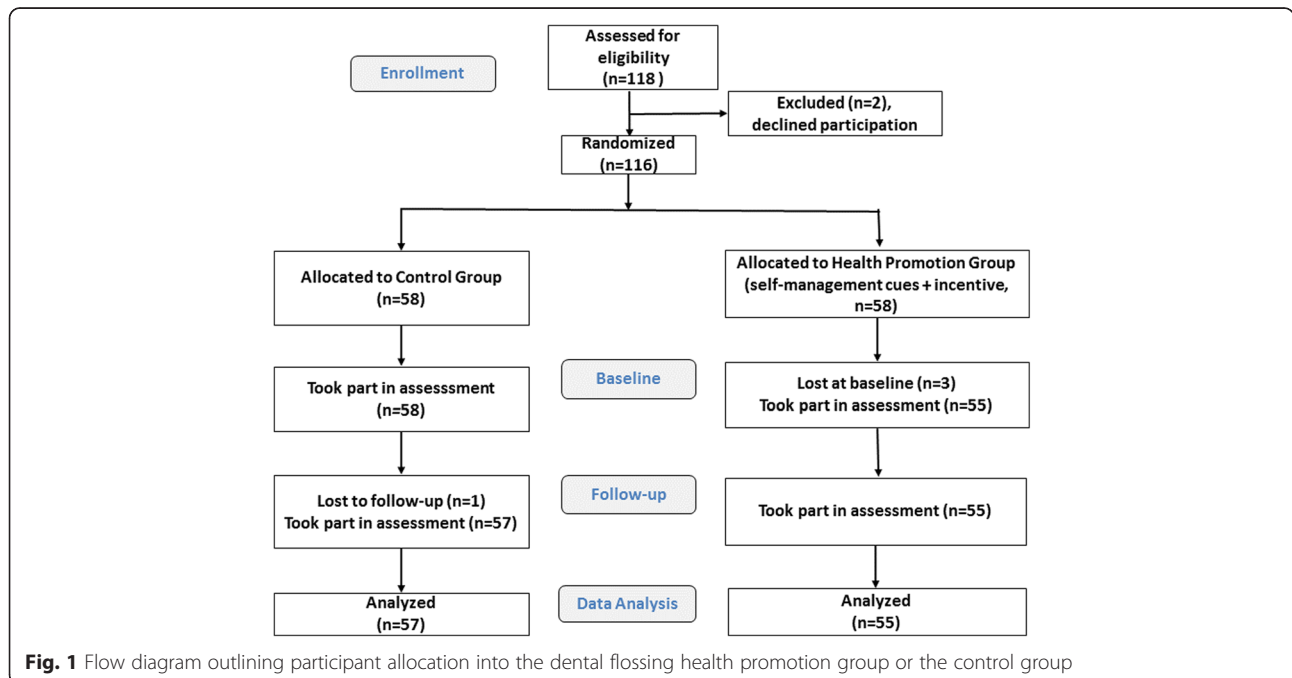 Assessed for
eligibility
(n=118 )
Enrollment
Excluded (n=2),
declined participation
Randomized
(n=116)
Allocated to Control Group
(n=58)
Allocated to Health Promotion Group
(self-management cues + incentive,
n=58)
Baseline
Took part in assesssment
(n=58)
Lost at baseline (n=3)
Took part in assessment (n=55)
Follow-up
Lost to follow-up (n=1)
Took part in assessment (n=57)
Took part in assessment (n=55)
Data Analysis
Analyzed
(n=57)
Analyzed
(n=55)
Fig. 1 Flow diagram outlining participant allocation into the dental flossing health promotion group or the control group